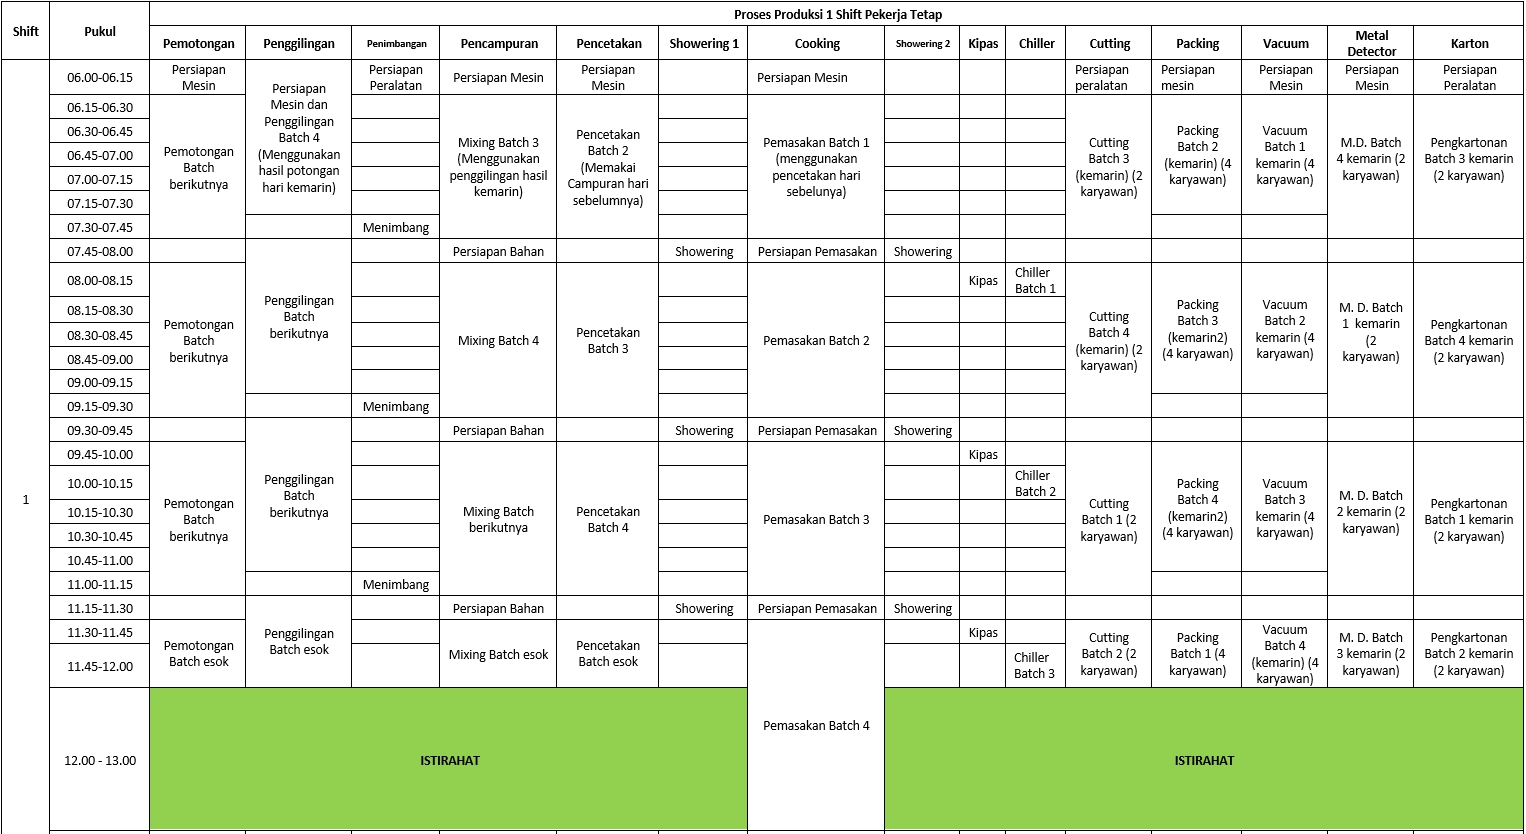 Proses Produksi 1 Shift Pekerja Tetap
Shift
Pukul
Pemotongan
Penggilingan
Penimbangan
Pencampuran
Pencetakan
Showering 1
Cooking
Showering 2
Kipas
Chiller
Cutting
Packing
Vacuum
Metal
Detector
Karton
1
06.00-06.15
Persiapan
Mesin
Persiapan
Mesin dan
Penggilingan
Batch 4
(Menggunakan
hasil potongan
hari kemarin)
Persiapan
Peralatan
Persiapan Mesin
Persiapan
Mesin
Persiapan Mesin
Persiapan
peralatan
Persiapan
mesin
Persiapan
Mesin
Persiapan
Mesin
Persiapan
Peralatan
06.15-06.30
06.30-06.45
06.45-07.00
07.00-07.15
07.15-07.30
07.30-07.45
Pemotongan
Batch
berikutnya
Menimbang
Mixing Batch 3
(Menggunakan
penggilingan hasil
kemarin)
Pencetakan
Batch 2
(Memakai
Campuran hari
sebelumnya)
Pemasakan Batch 1
(menggunakan
pencetakan hari
sebelunya)
Cutting
Batch 3
(kemarin) (2
karyawan)
Packing
Batch 2
(kemarin) (4
karyawan)
Vacuum
Batch 1
kemarin (4
karyawan)
M.D. Batch
4 kemarin (2
karyawan)
Pengkartonan
Batch 3 kemarin
(2 karyawan)
07.45-08.00
Penggilingan
Batch
berikutnya
Persiapan Bahan
Showering
Persiapan Pemasakan
Showering
08.00-08.15
08.15-08.30
08.30-08.45
08.45-09.00
09.00-09.15
09.15-09.30
Pemotongan
Batch
berikutnya
Menimbang
Mixing Batch 4
Pencetakan
Batch 3
Pemasakan Batch 2
Kipas
Chiller
Batch 1
Cutting
Batch 4
(kemarin) (2
karyawan)
Packing
Batch 3
(kemarin2)
(4 karyawan)
Vacuum
Batch 2
kemarin (4
karyawan)
M. D. Batch
1 kemarin
(2
karyawan)
Pengkartonan
Batch 4 kemarin
(2 karyawan)
09.30-09.45
Penggilingan
Batch
berikutnya
Persiapan Bahan
Showering
Persiapan Pemasakan
Showering
09.45-10.00
10.00-10.15
10.15-10.30
10.30-10.45
10.45-11.00
11.00-11.15
Pemotongan
Batch
berikutnya
Menimbang
Mixing Batch
berikutnya
Pencetakan
Batch 4
Pemasakan Batch 3
Kipas
Chiller
Batch 2
Cutting
Batch 1 (2
karyawan)
Packing
Batch 4
(kemarin2)
(4 karyawan)
Vacuum
Batch 3
kemarin (4
karyawan)
M. D. Batch
2 kemarin (2
karyawan)
Pengkartonan
Batch 1 kemarin
(2 karyawan)
11.15-11.30
Penggilingan
Batch esok
Persiapan Bahan
Showering
Persiapan Pemasakan
Showering
11.30-11.45
11.45-12.00
Pemotongan
Batch esok
Mixing Batch esok
Pencetakan
Batch esok
Pemasakan Batch 4
Kipas
Chiller
Batch 3
Cutting
Batch 2 (2
karyawan)
Packing
Batch 1 (4
karyawan)
Vacuum
Batch 4
(kemarin) (4
karyawan)
M. D. Batch
3 kemarin (2
karyawan)
Pengkartonan
Batch 2 kemarin
(2 karyawan)
12.00 - 13.00
ISTIRAHAT
ISTIRAHAT